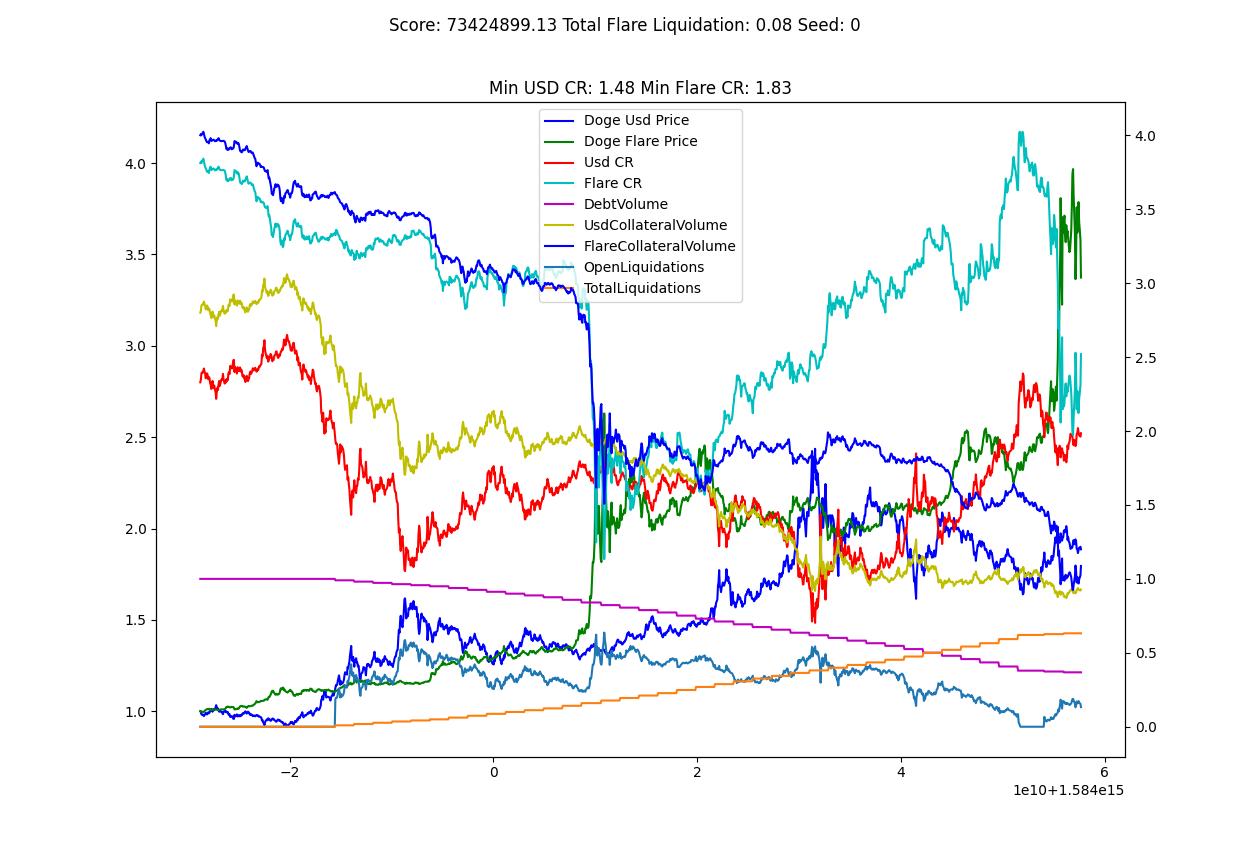 Score: 73424899.13 Total Flare Liquidation: 0.08 Seed: 0
Min USD CR: 1.48 Min Flare CR: 1.83
Doge Usd Price
Doge Flare Price
Usd CR
Flare CR
DebtVolume
UsdCollateralVolume
FlareCollateralVolume
OpenLiquidations
TotalLiquidations
4.0
3.5
3.0
2.5
2.0
1.5
1.0
4.0
3.5
3.0
2.5
2.0
1.5
1.0
0.5
0.0
−2 0 2 4 6
1e10+1.584e15